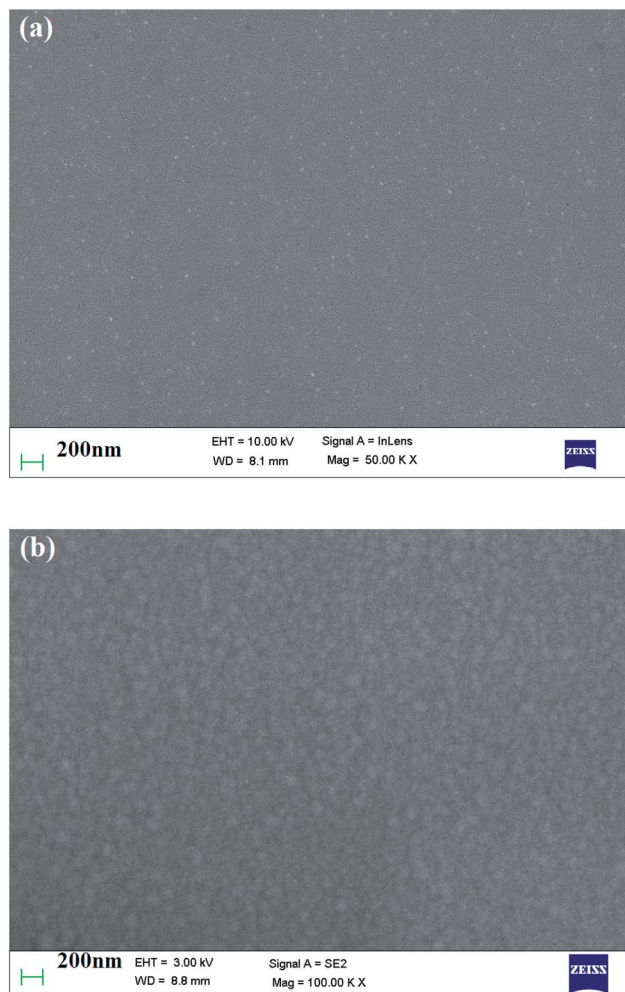 (a)
200nm
EHT = 10.00 kV
Signal A = InLens
WD = 8.1 mm
Mag = 50.00 K X
ZEISS
(b)
200nm
EHT = 3.00 kV
Signal A = SE2
WD = 8.8 mm
Mag = 100.00 K X
ZEISS